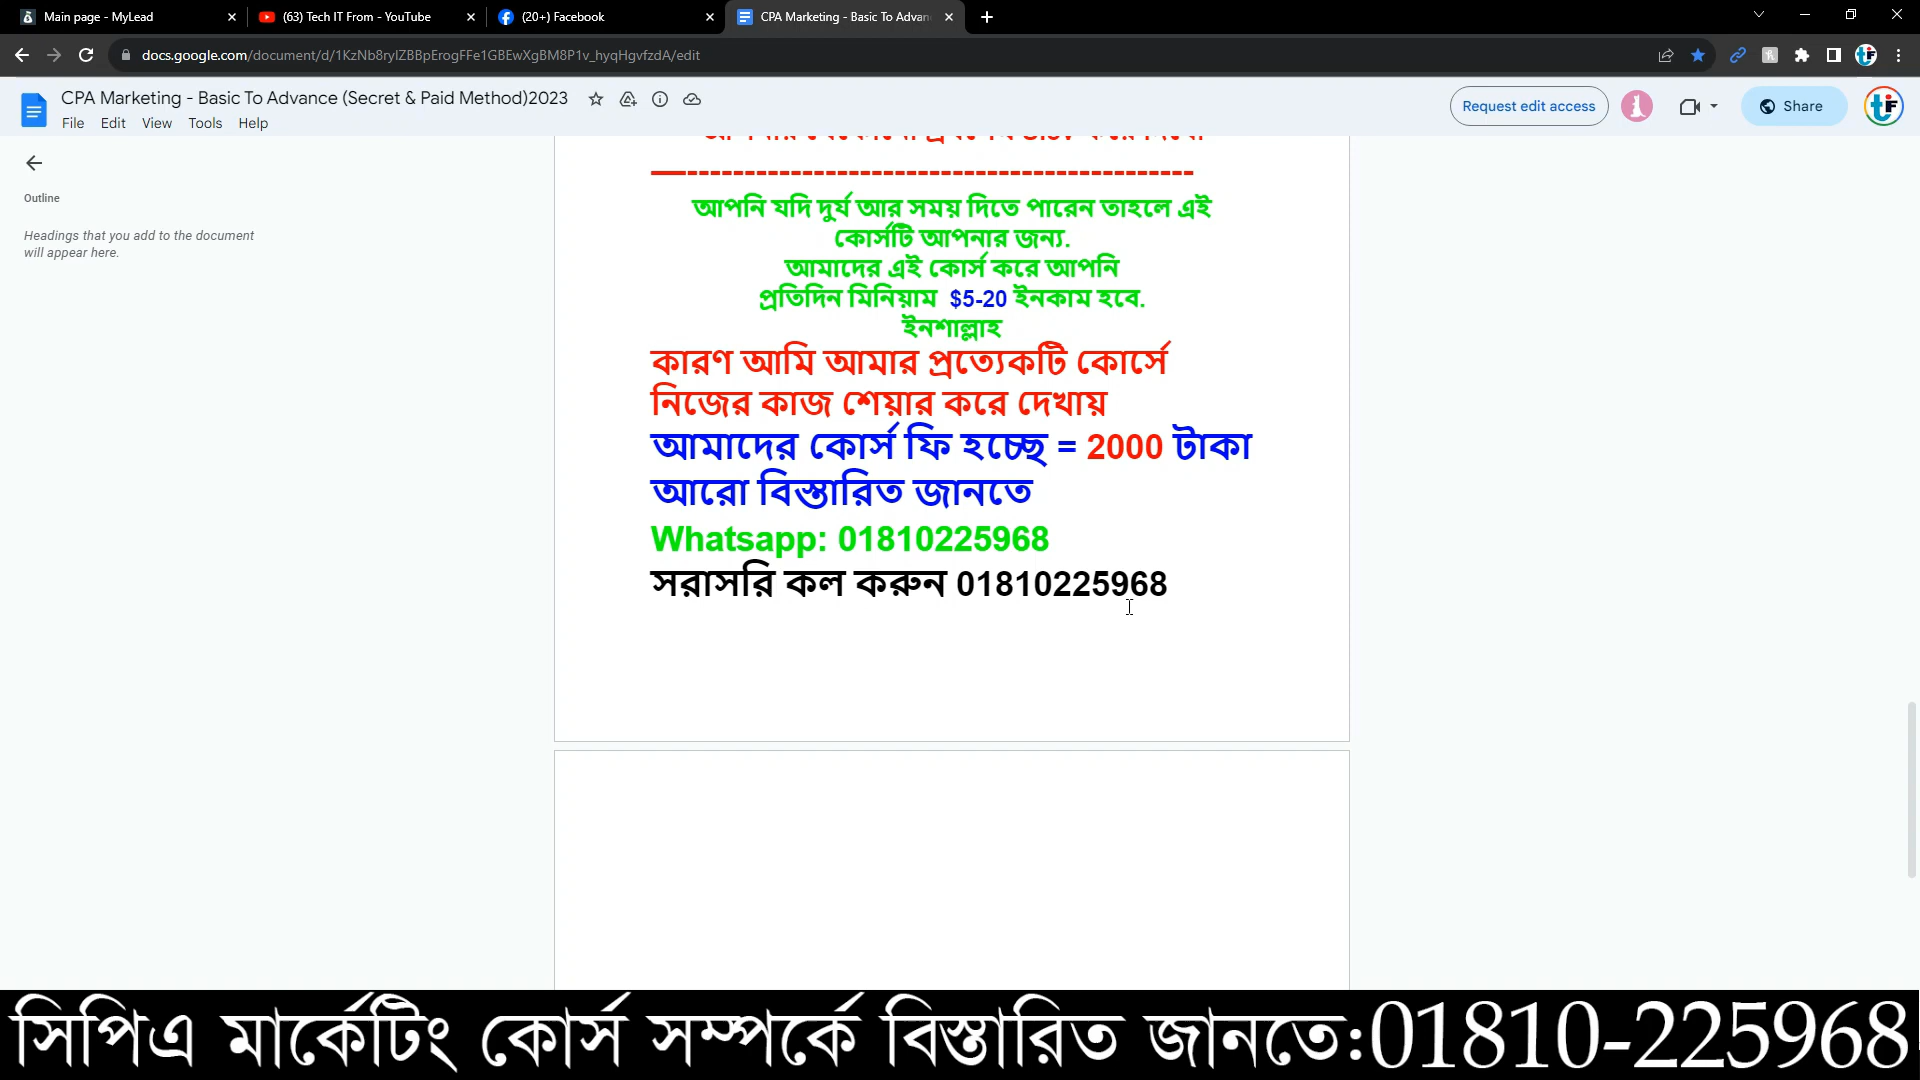 Main page - MyLead
(63) Tech IT From - YouTube
(20+) Facebook
CPA Marketing - Basic To Advan
docs.google.com/document/d/1KzNb8rylZBBpErogFFe1GBEwXgBM8P1v_hyqHgvfzdA/edit
CPA Marketing - Basic To Advance (Secret & Paid Method)2023
File Edit View Tools Help
Request edit access
Share
Outline
Headings that you add to the document
will appear here.
আপনি যদি দুর্য আর সময় দিতে পারেন তাহলে এই
কোর্সটি আপনার জন্য.
আমাদের এই কোর্স করে আপনি
প্রতিদিন মিনিয়াম $5-20 ইনকাম হবে.
ইনশাল্লাহ
কারণ আমি আমার প্রত্যেকটি কোর্সে
নিজের কাজ শেয়ার করে দেখায়
আমাদের কোর্স ফি হচ্ছে = 2000 টাকা
আরো বিস্তারিত জানতে
Whatsapp: 01810225968
সরাসরি কল করুন 01810225968
সিপিএ মার্কেটিং কোর্স সম্পর্কে বিস্তারিত জানতে:01810-225968